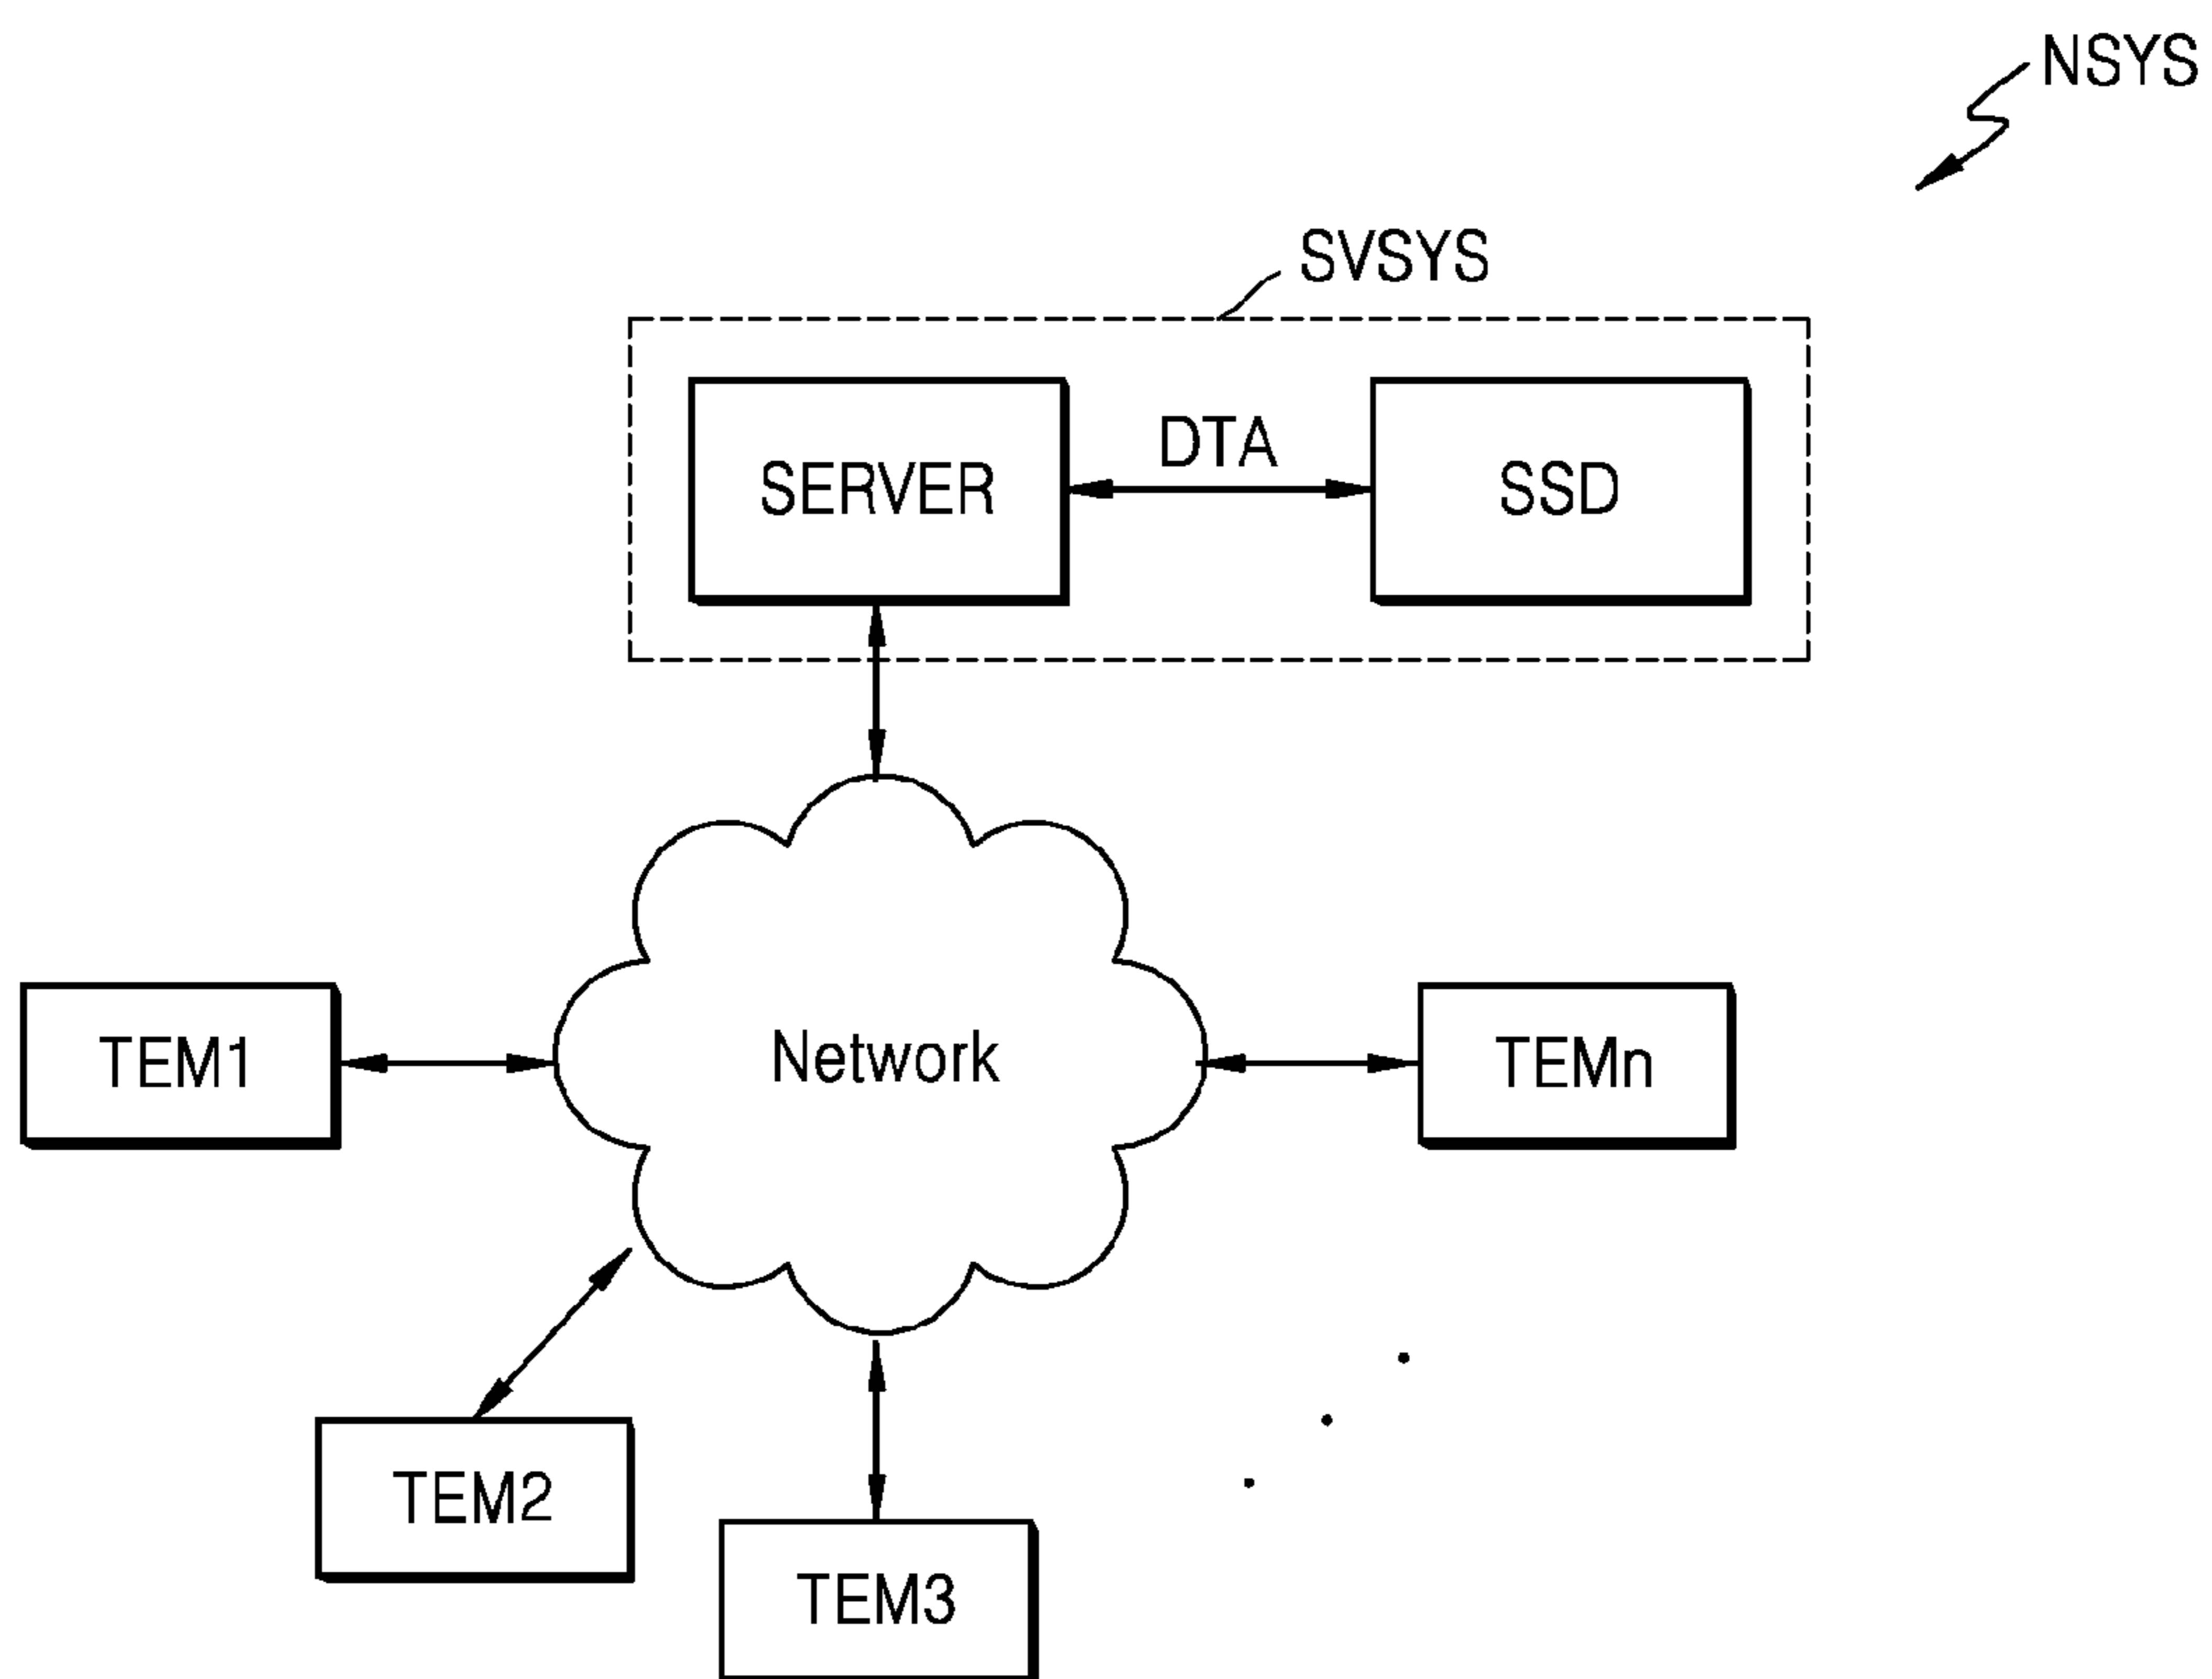 NSYS
SVSYS
DTA
SERVER
SSD
Network
TEM1
TEMn
TEM2
TEM3